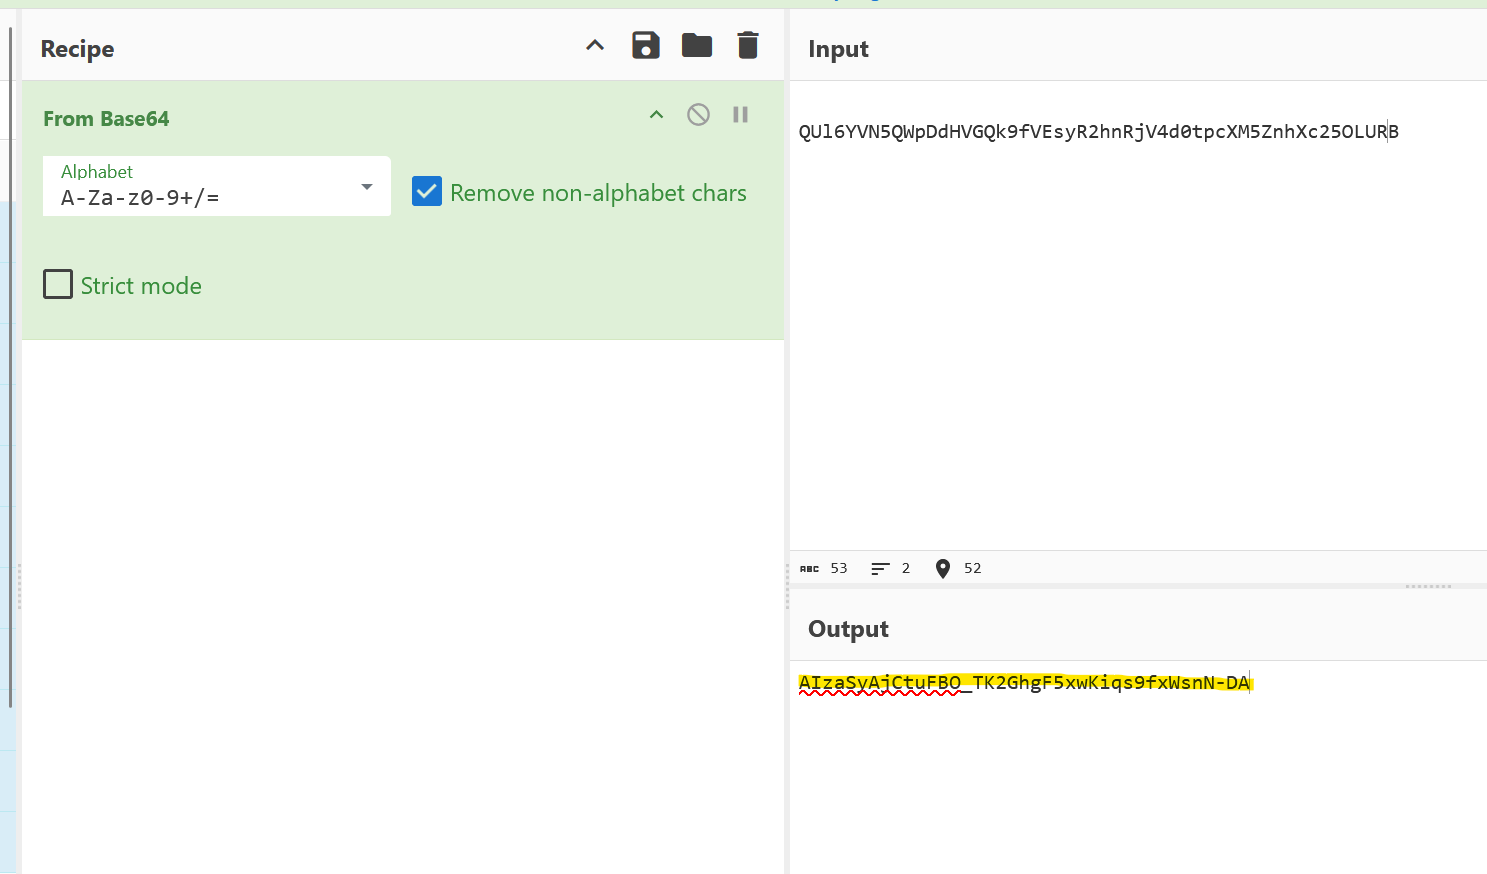 Recipe
From Base64
Alphabet
A-Za-z0-9+/=
Remove non-alphabet chars
Strict mode
Input
QUl6YVN5QWpDdHVGQk9fVEsyR2hnRjV4d0tpcXM5ZnhXc25OLURB
ABC 53 2 52
Output
AIzaSyAjCtuFBO_TK2GhgF5xwKiqs9fxWsnN-DA